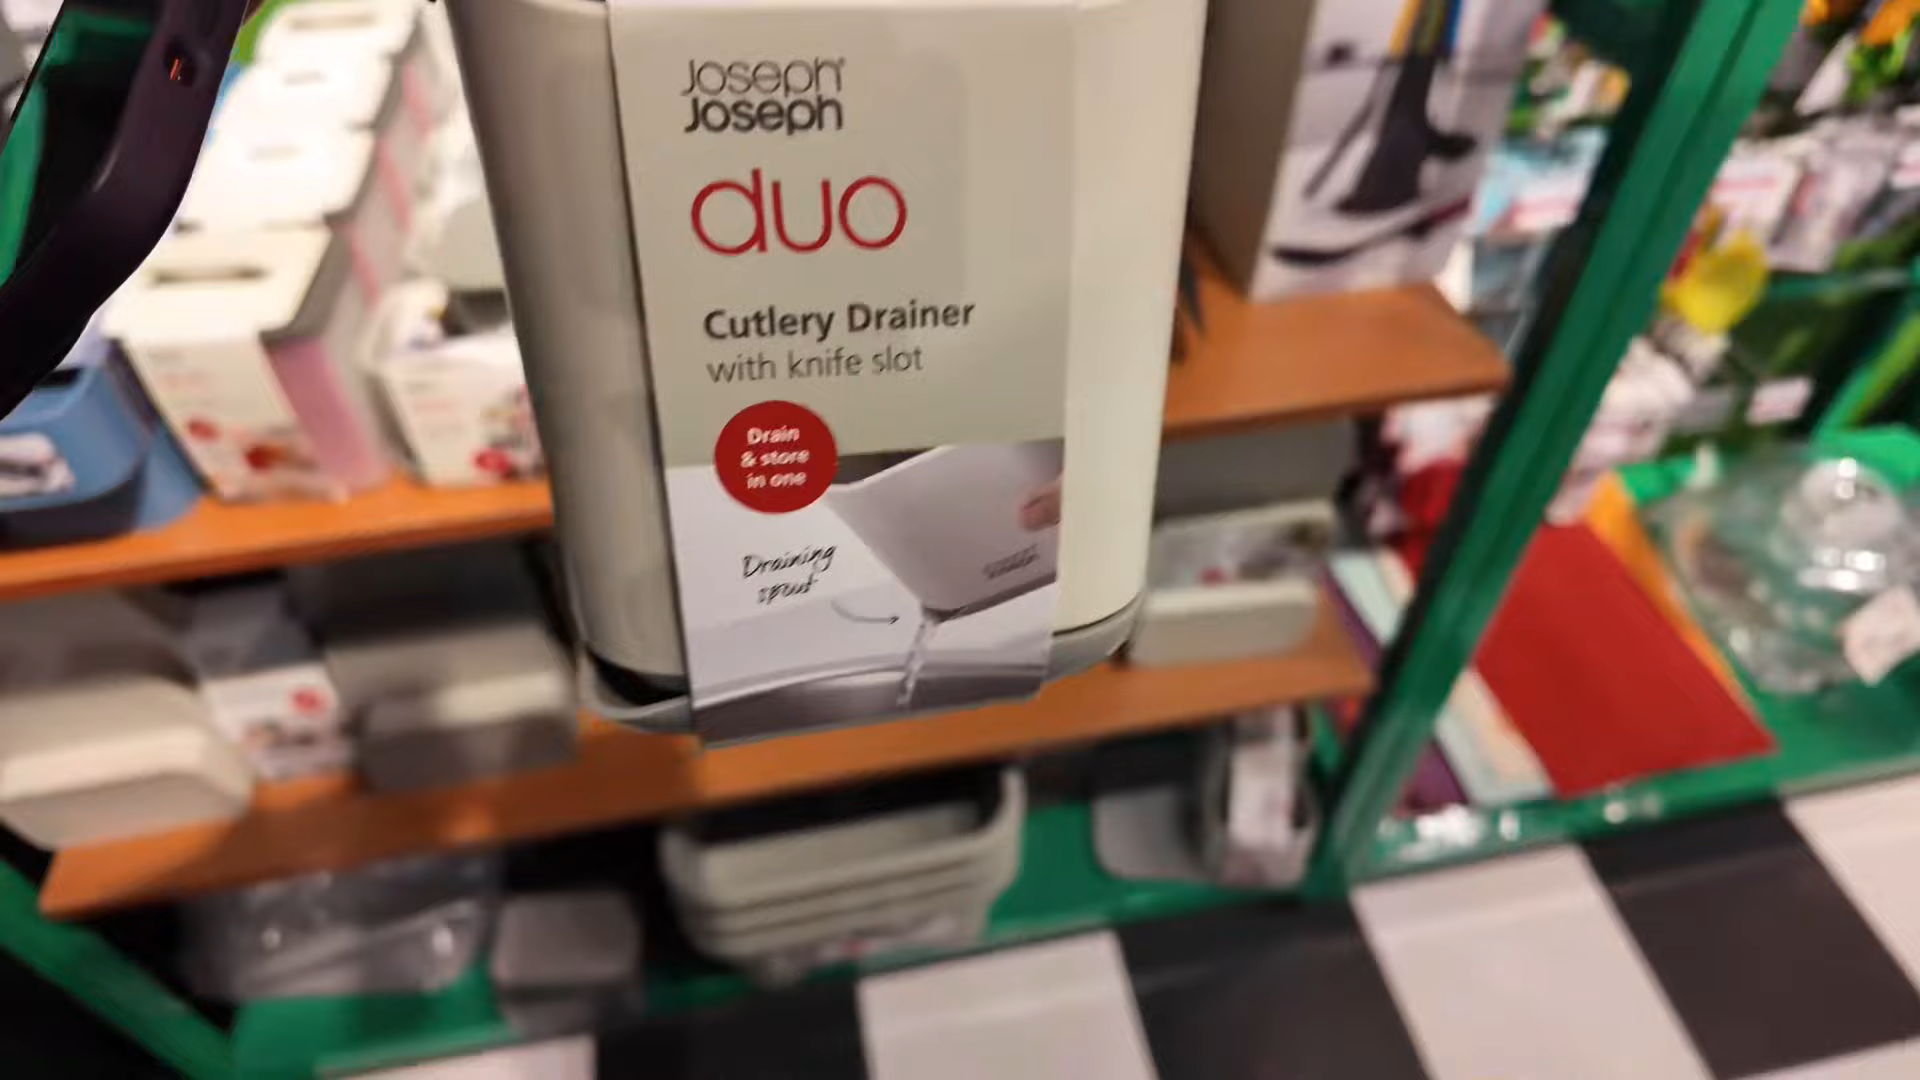 Joseph®
Joseph
duo
Cutlery Drainer
with knife slot
Drain
& store
in one
Draining
spout